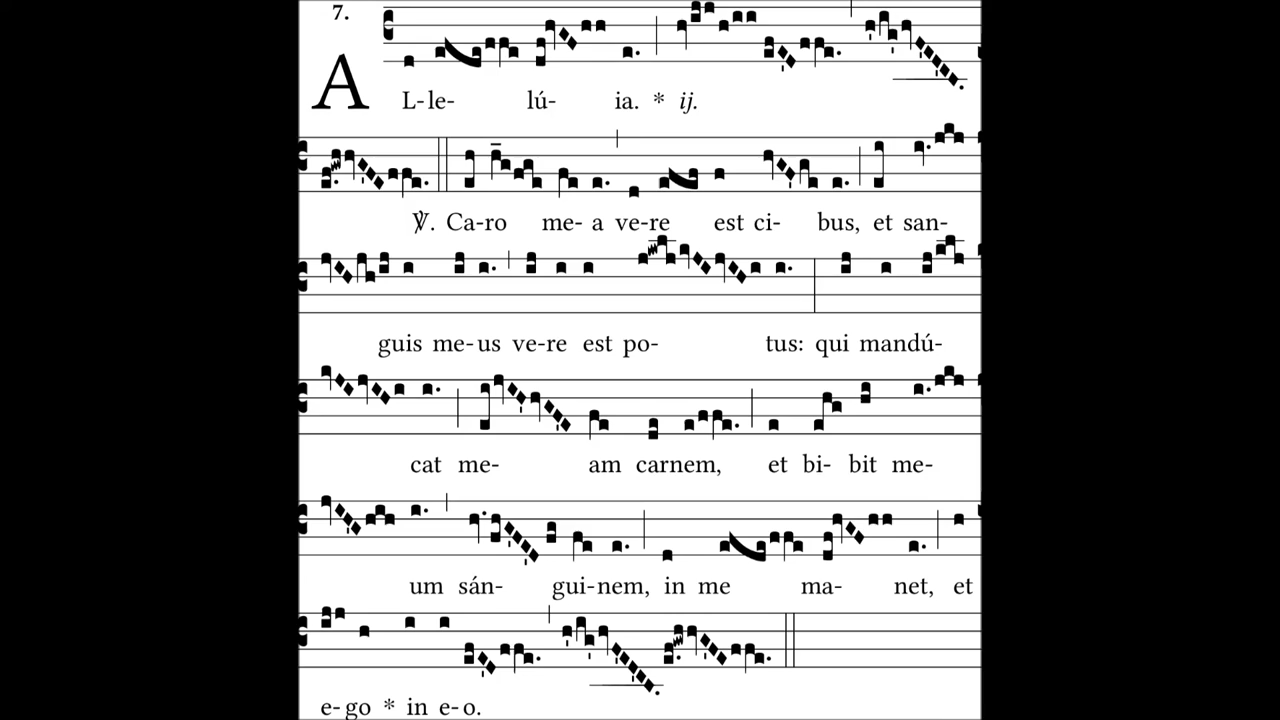 7.
AL-le- lú- ia. * ij.
℣. Ca-ro me-a ve-re est ci- bus, et san-
guis me-us ve-re est po- tus: qui mandú-
cat me- am carnem, et bi- bit me-
um sán- gui-nem, in me ma- net, et
e-go * in e-o.